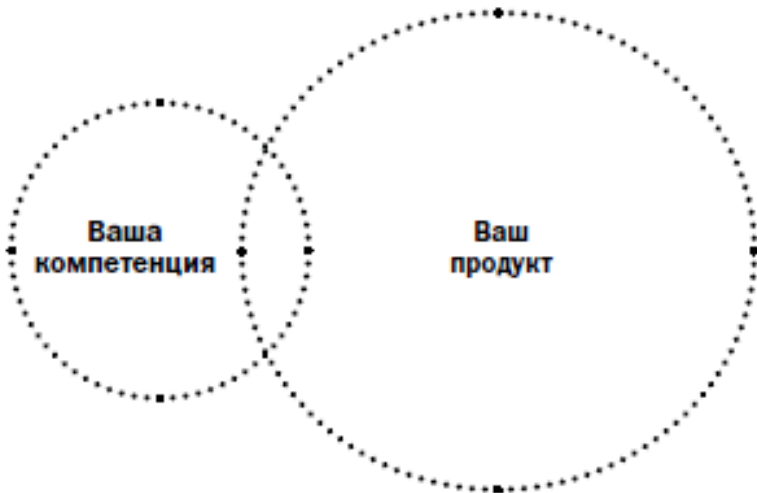 Ваша
компетенция
Ваш
продукт